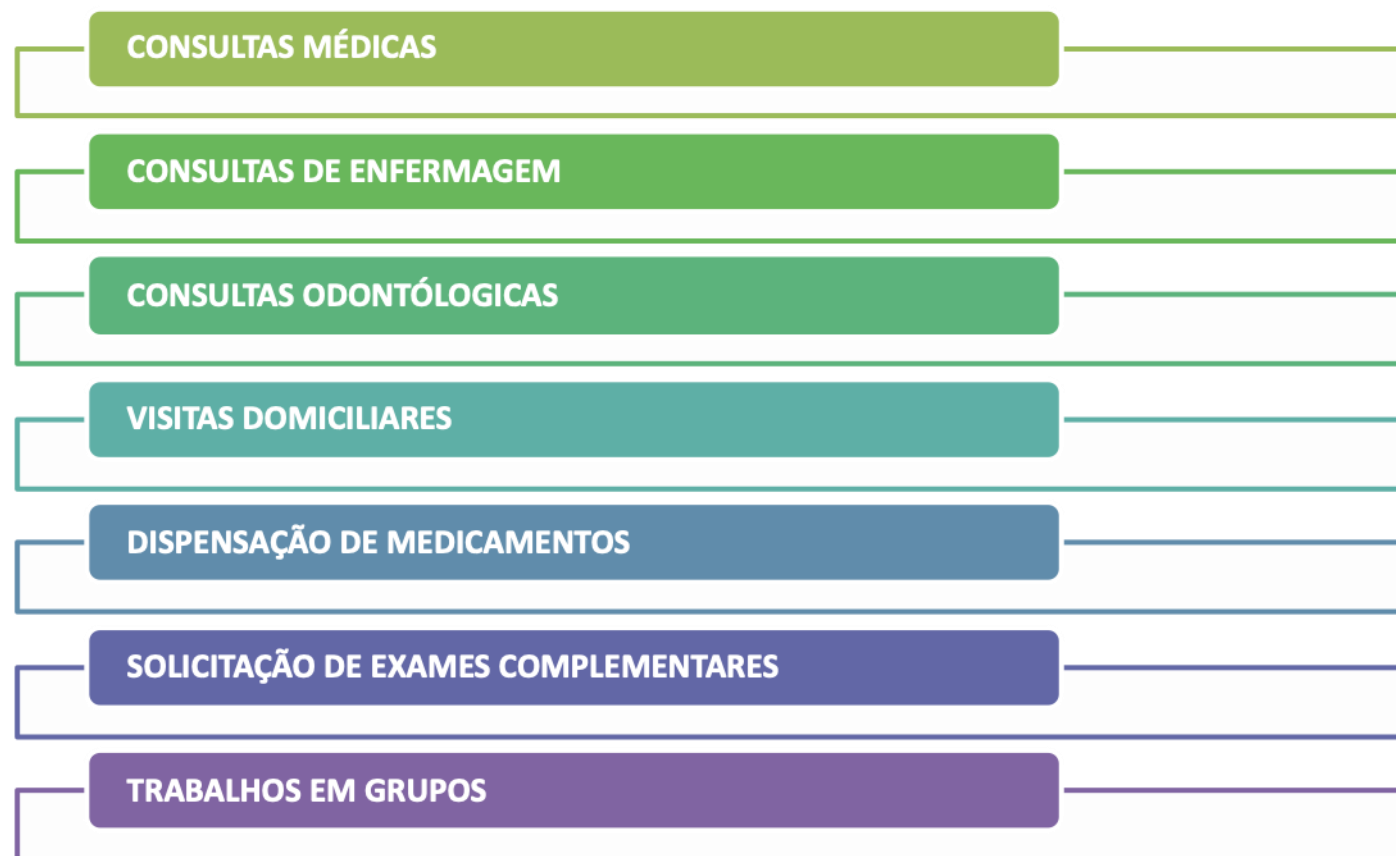 CONSULTAS MÉDICAS
CONSULTAS DE ENFERMAGEM
CONSULTAS ODONTÓLOGICAS
VISITAS DOMICILIARES
DISPENSAÇÃO DE MEDICAMENTOS
SOLICITAÇÃO DE EXAMES COMPLEMENTARES
TRABALHOS EM GRUPOS